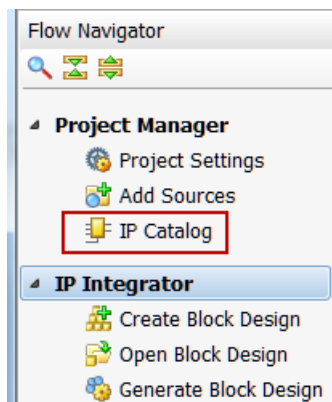 Flow Navigator
Project Manager
Project Settings
Add Sources
IP Catalog
IP Integrator
Create Block Design
Open Block Design
Generate Block Design